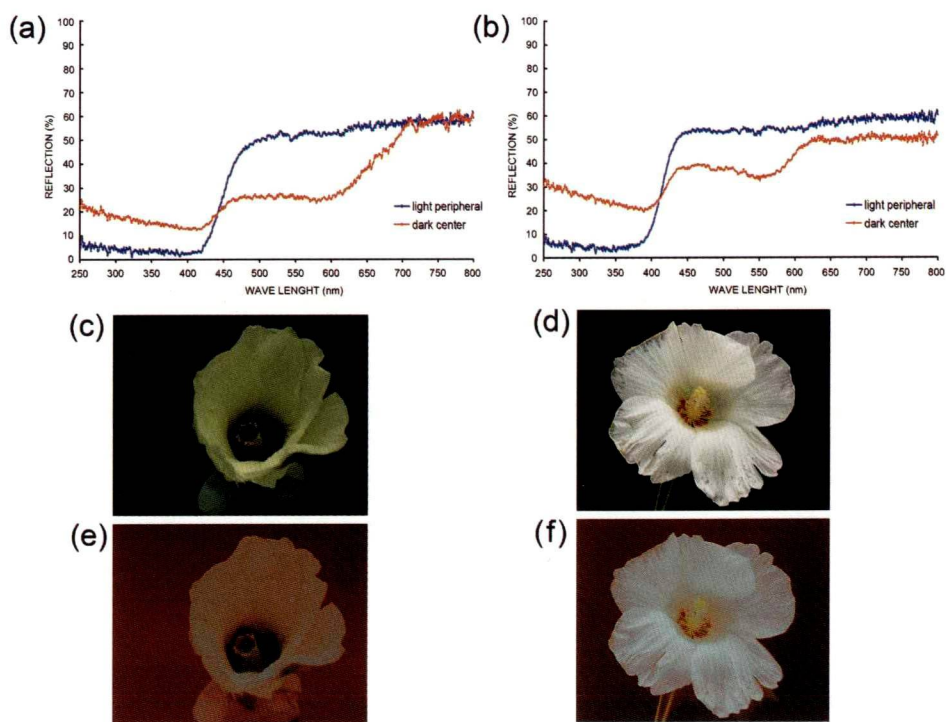 (a)
100
90
80
70
60
50
40
30
20
10
0
REFLECTION (%)
250 300 350 400 450 500 550 600 650 700 750 800
WAVE LENGHT (nm)
light peripheral
dark center
(b)
100
90
80
70
60
50
40
30
20
10
0
REFLECTION (%)
250 300 350 400 450 500 550 600 650 700 750 800
WAVE LENGHT (nm)
light peripheral
dark center
(c)
(d)
(e)
(f)